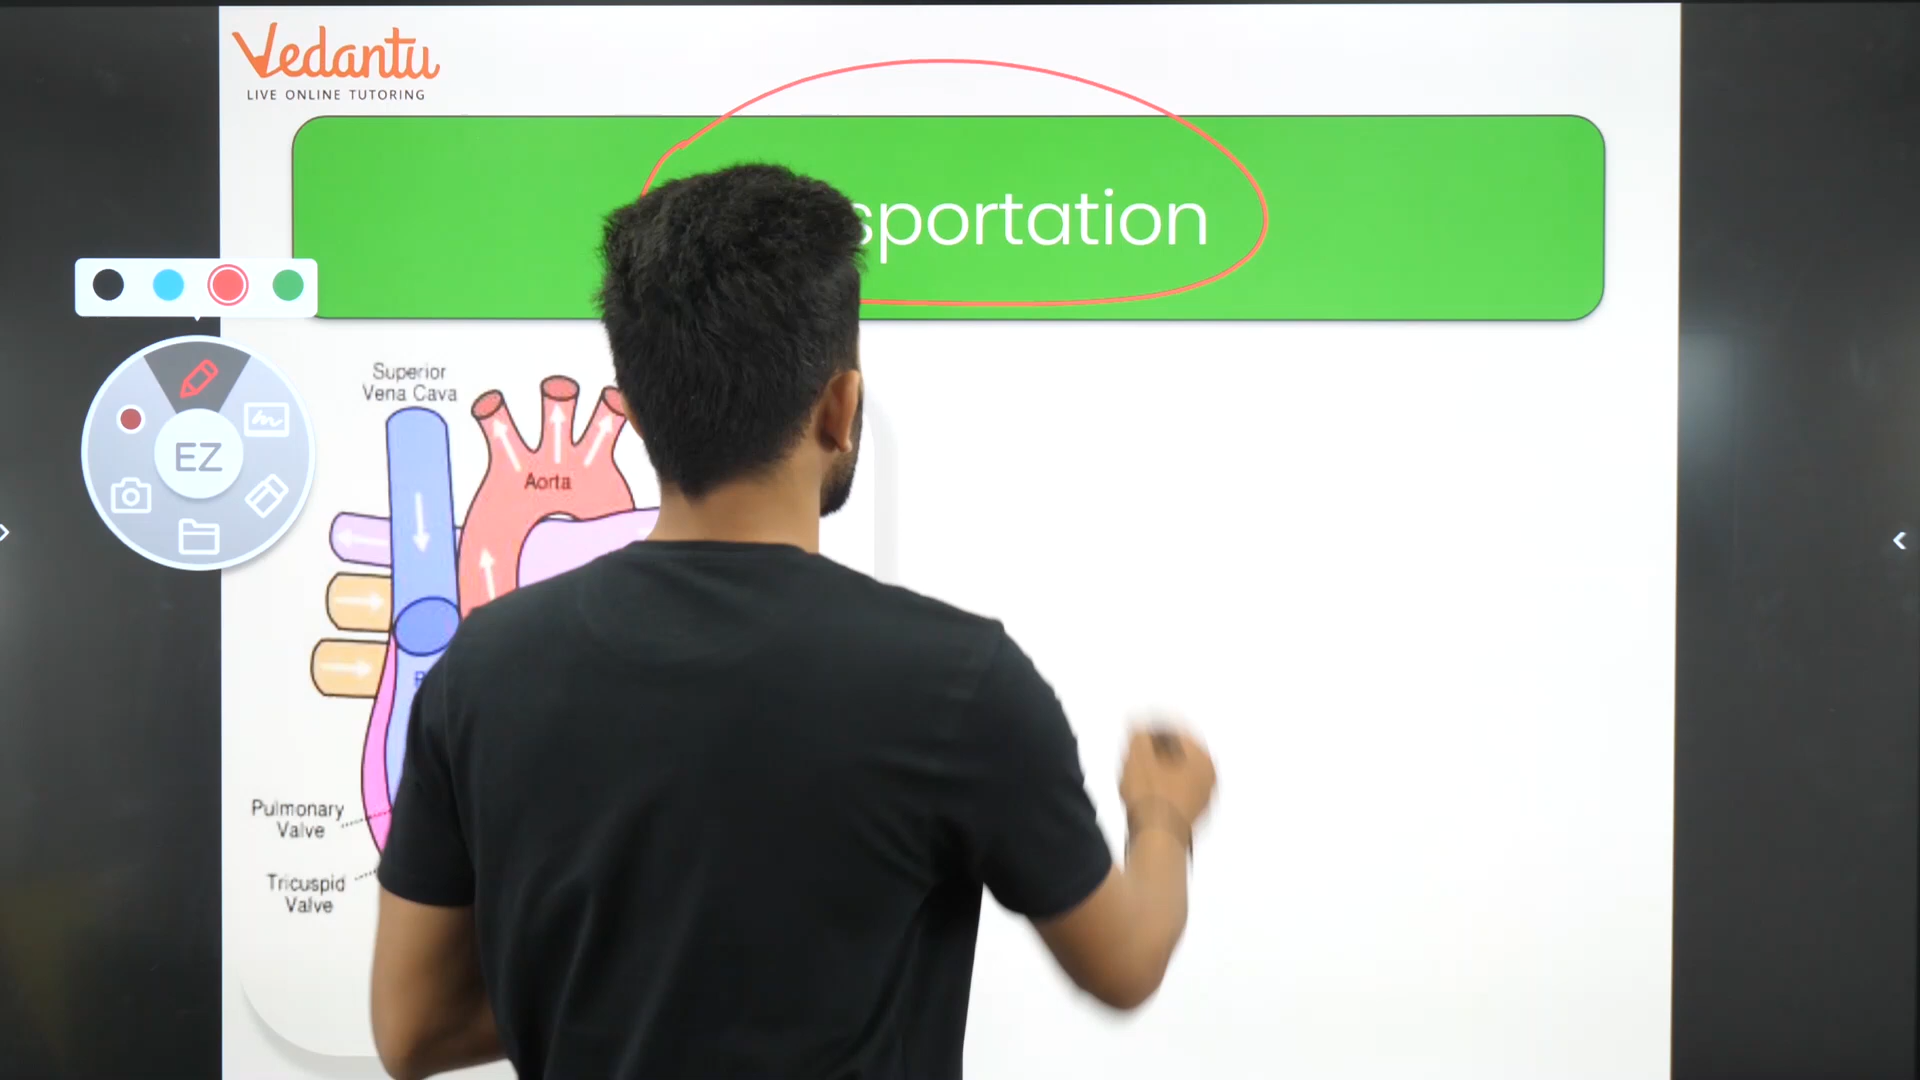 Vedantu
LIVE ONLINE TUTORING
sportation
Superior
Vena Cava
Aorta
EZ
Pulmonary
Valve
Tricuspid
Valve